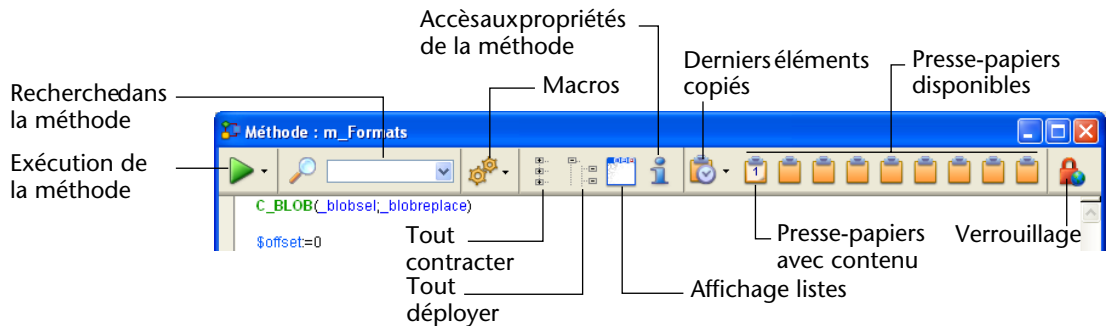 Accèsauxpropriétés
de la méthode
Derniers éléments
copiés
Presse-papiers
disponibles
Macros
Recherchedans
la méthode
Exécution de
la méthode
Méthode : m_Formats
1
C_BLOB(_blobsel;_blobreplace)
$offset:=0
Tout
contracter
Tout
déployer
Affichage listes
Presse-papiers
avec contenu
Verrouillage